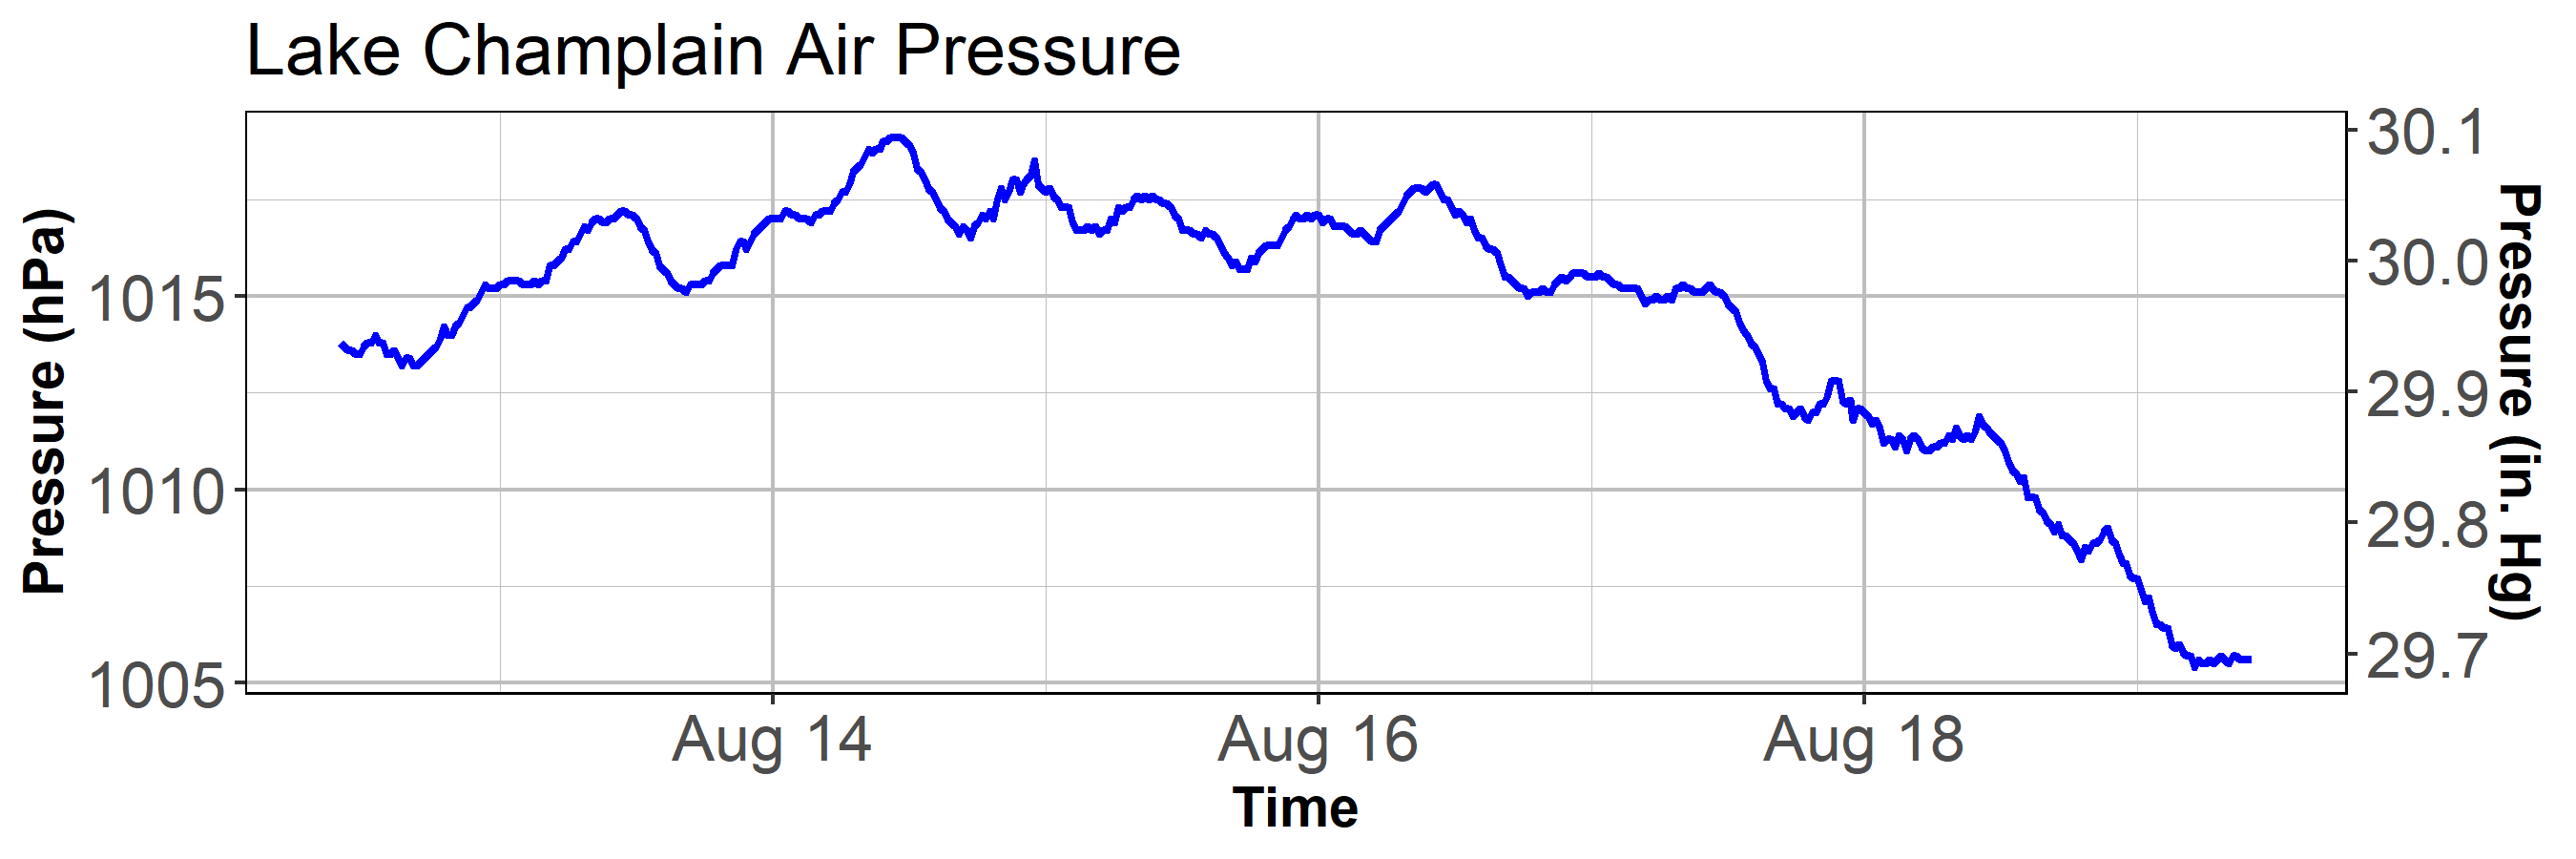 Lake Champlain Air Pressure
Pressure (hPa)
1015
1010
1005
30.1
30.0
29.9
29.8
29.7
Pressure (in. Hg)
Aug 14
Aug 16
Aug 18
Time